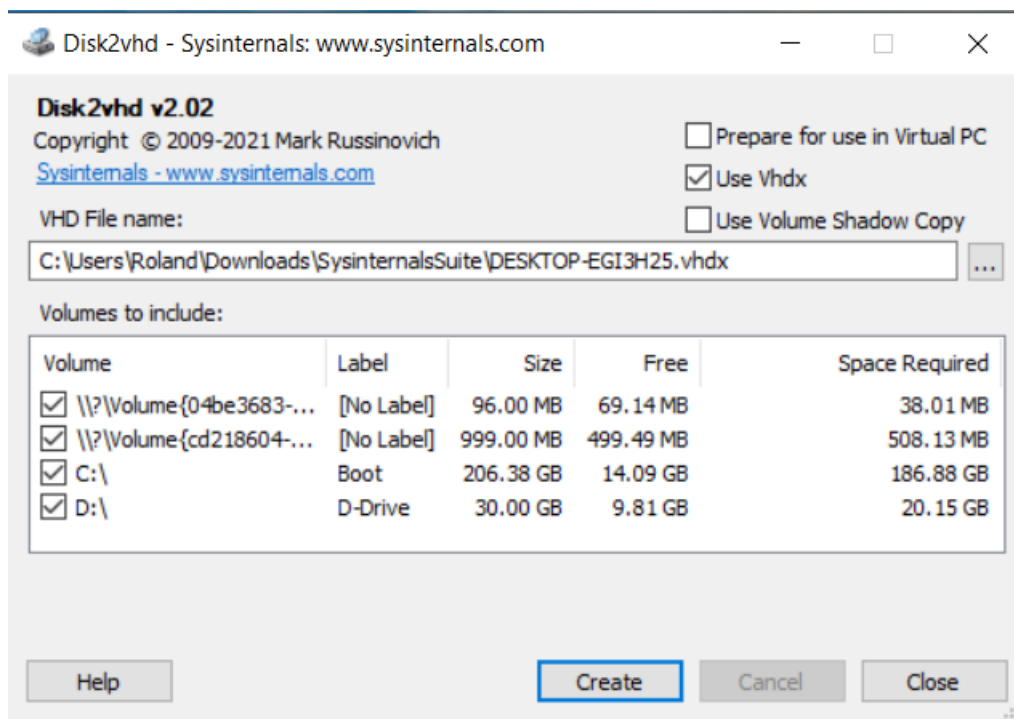 Disk2vhd - Sysinternals: www.sysinternals.com
Disk2vhd v2.02
Copyright © 2009-2021 Mark Russinovich
Sysinternals - www.sysinternals.com
Prepare for use in Virtual PC
Use Vhdx
Use Volume Shadow Copy
VHD File name:
C:\Users\Roland\Downloads\SysinternalsSuite\DESKTOP-EGI3H25.vhdx
...
Volumes to include:
Volume Label Size Free Space Required
\\?\Volume{04be3683-... [No Label] 96.00 MB 69.14 MB 38.01 MB
\\?\Volume{cd218604-... [No Label] 999.00 MB 499.49 MB 508.13 MB
C:\ Boot 206.38 GB 14.09 GB 186.88 GB
D:\ D-Drive 30.00 GB 9.81 GB 20.15 GB
Help Create Cancel Close